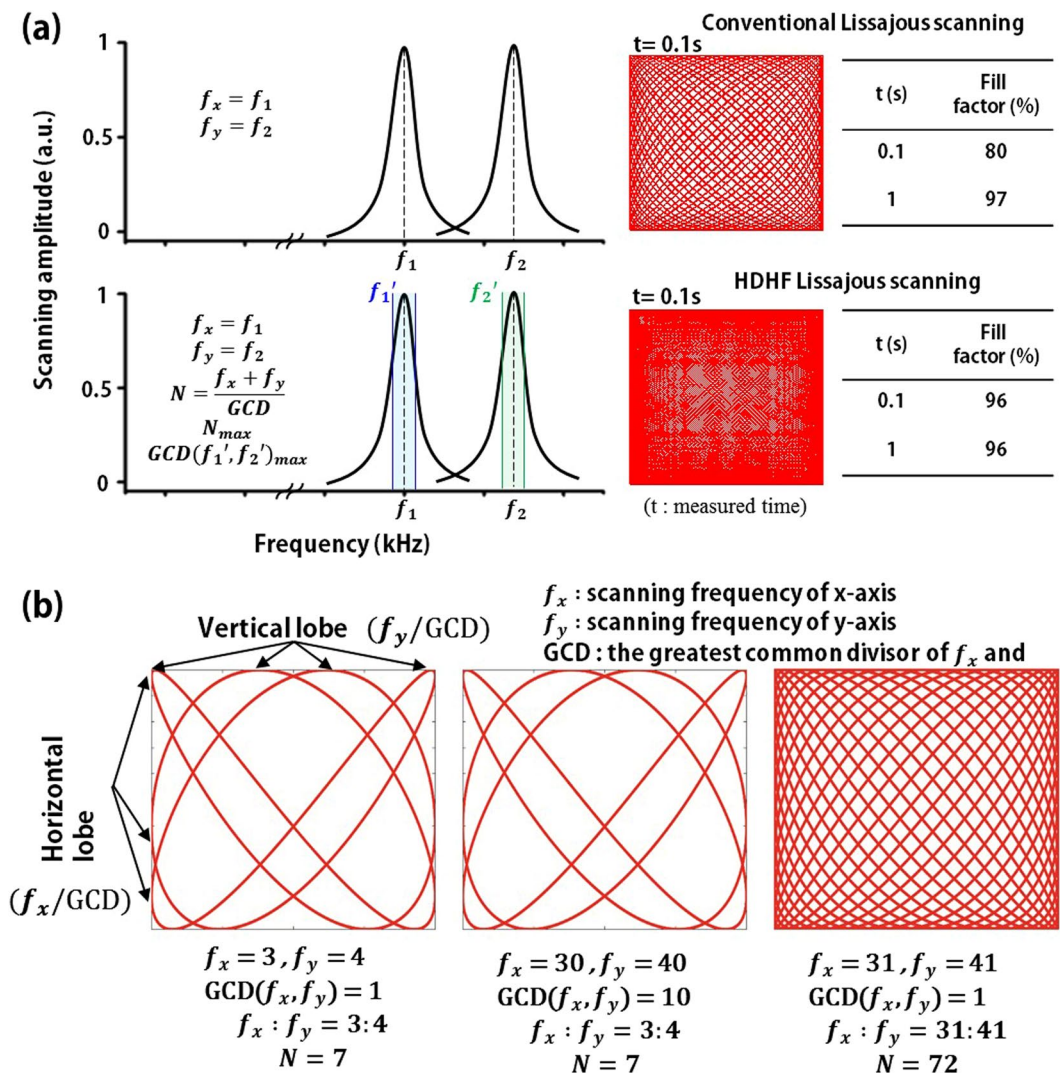 (a)
Conventional Lissajous scanning
t= 0.1s
1
0.5
0
Scanning amplitude (a.u.)
f_x = f_1
f_y = f_2
f_1
f_2
t (s) Fill factor (%)
0.1 80
1 97
HDHF Lissajous scanning
t= 0.1s
1
0.5
0
f_1'
f_2'
f_x = f_1
f_y = f_2
N = (f_x + f_y)/GCD
N_max
GCD(f_1', f_2')_max
f_1
f_2
Frequency (kHz)
t (s) Fill factor (%)
0.1 96
1 96
(t : measured time)
(b)
f_x : scanning frequency of x-axis
f_y : scanning frequency of y-axis
GCD : the greatest common divisor of f_x and
Vertical lobe (f_y/GCD)
Horizontal lobe
(f_x/GCD)
f_x = 3 , f_y = 4
GCD(f_x, f_y) = 1
f_x : f_y = 3:4
N = 7
f_x = 30 , f_y = 40
GCD(f_x, f_y) = 10
f_x : f_y = 3:4
N = 7
f_x = 31 , f_y = 41
GCD(f_x, f_y) = 1
f_x : f_y = 31:41
N = 72